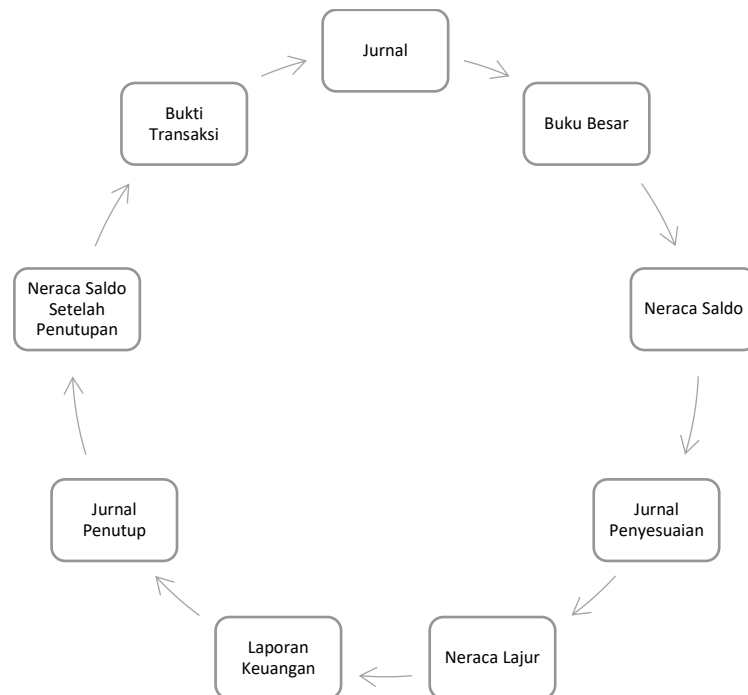 Jurnal
Buku Besar
Neraca Saldo
Jurnal
Penyesuaian
Neraca Lajur
Laporan
Keuangan
Jurnal
Penutup
Neraca Saldo
Setelah
Penutupan
Bukti
Transaksi